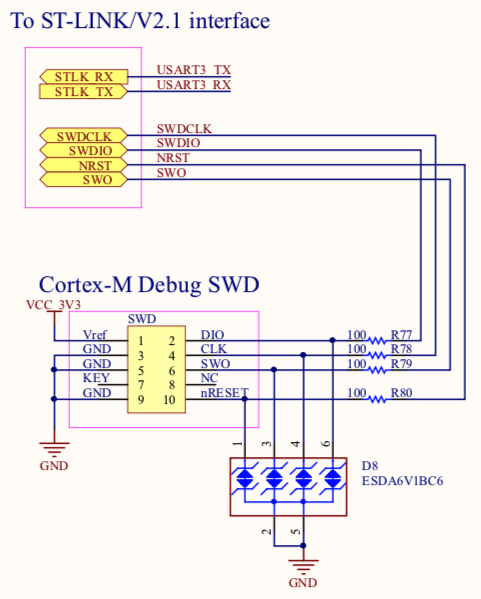 To ST-LINK/V2.1 interface
STLK_RX USART3_TX
STLK_TX USART3_RX
SWDCLK SWDCLK
SWDIO SWDIO
NRST NRST
SWO SWO
Cortex-M Debug SWD
VCC_3V3
SWD
Vref 1 2 DIO 100 R77
GND 3 4 CLK 100 R78
GND 5 6 SWO 100 R79
KEY 7 8 NC
GND 9 10 nRESET 100 R80
1 3 4 6
GND
D8
ESDA6V1BC6
2 5
GND